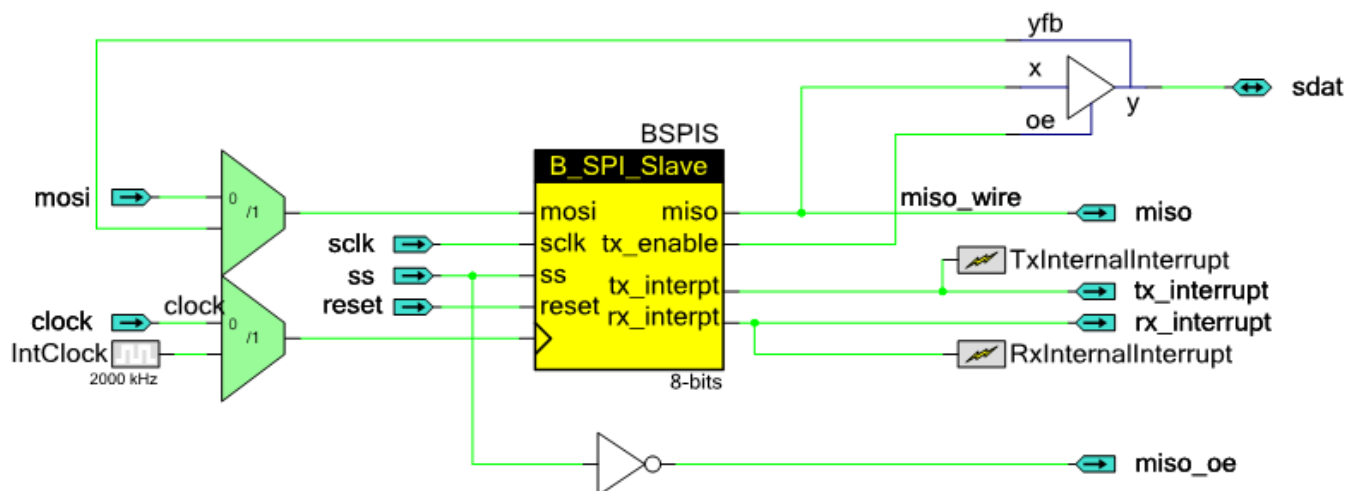 yfb
x
sdat
y
oe
BSPIS
B_SPI_Slave
mosi
0
/1
mosi
miso
miso_wire
miso
sclk
sclk
tx_enable
ss
ss
TxInternalInterrupt
reset
reset
tx_interpt
tx_interrupt
clock
clock
0
/1
rx_interpt
rx_interrupt
IntClock
2000 kHz
RxInternalInterrupt
8-bits
miso_oe